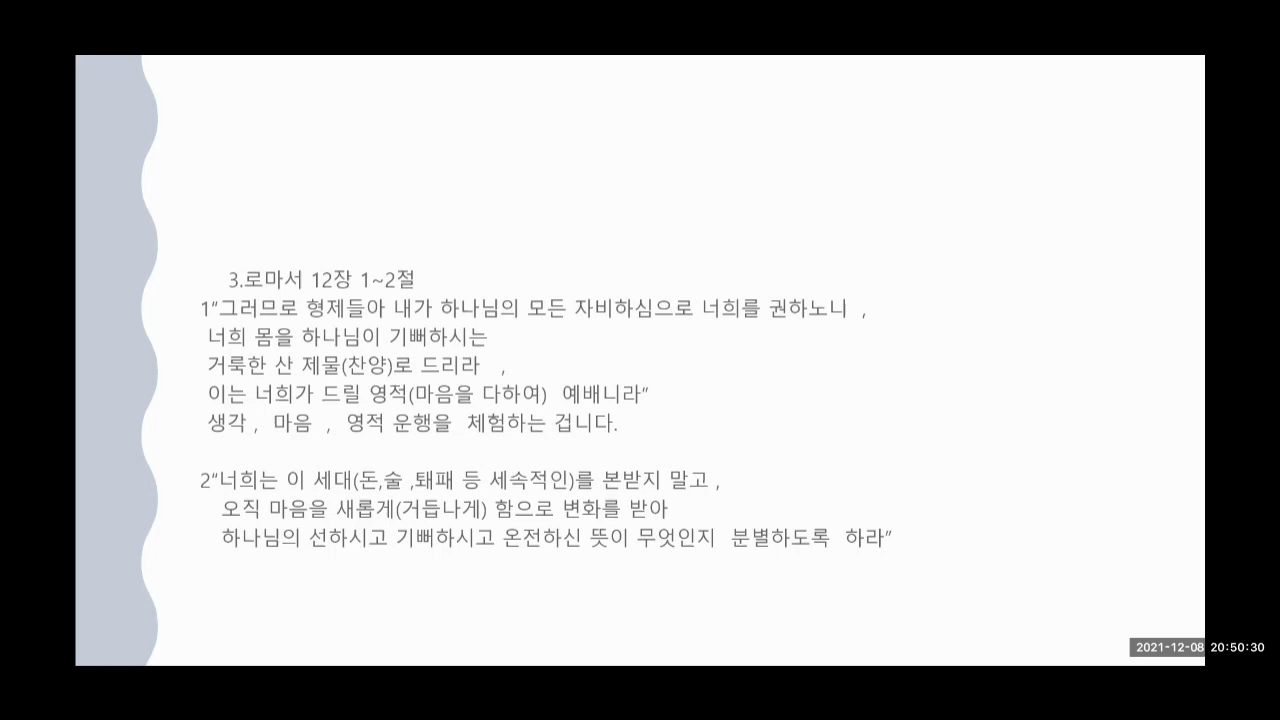 3.로마서 12장 1~2절
1“그러므로 형제들아 내가 하나님의 모든 자비하심으로 너희를 권하노니 ,
너희 몸을 하나님이 기뻐하시는
거룩한 산 제물(찬양)로 드리라 ,
이는 너희가 드릴 영적(마음을 다하여) 예배니라”
생각 , 마음 , 영적 운행을 체험하는 겁니다.
2“너희는 이 세대(돈,술 ,퇘패 등 세속적인)를 본받지 말고 ,
오직 마음을 새롭게(거듭나게) 함으로 변화를 받아
하나님의 선하시고 기뻐하시고 온전하신 뜻이 무엇인지 분별하도록 하라”
2021-12-08 20:50:30